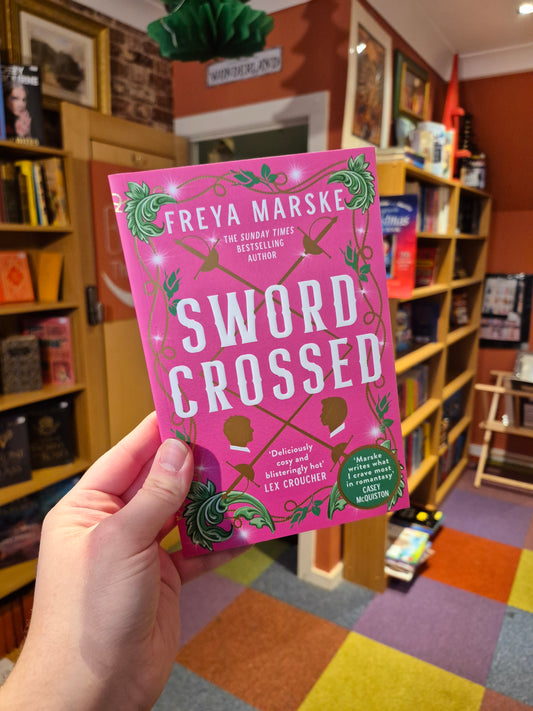 WONDERLAND
FREYA MARSKE
THE SUNDAY TIMES
BESTSELLING
AUTHOR
SWORD
CROSSED
'Deliciously
cosy and
blisteringly hot'
LEX CROUCHER
'Marske
writes what
I crave most
in romantasy'
CASEY
McQUISTON